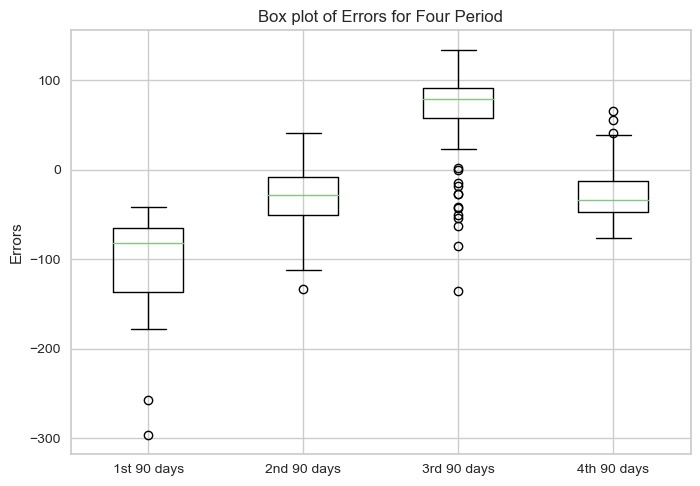 Box plot of Errors for Four Period
Errors
100
0
−100
−200
−300
1st 90 days
2nd 90 days
3rd 90 days
4th 90 days